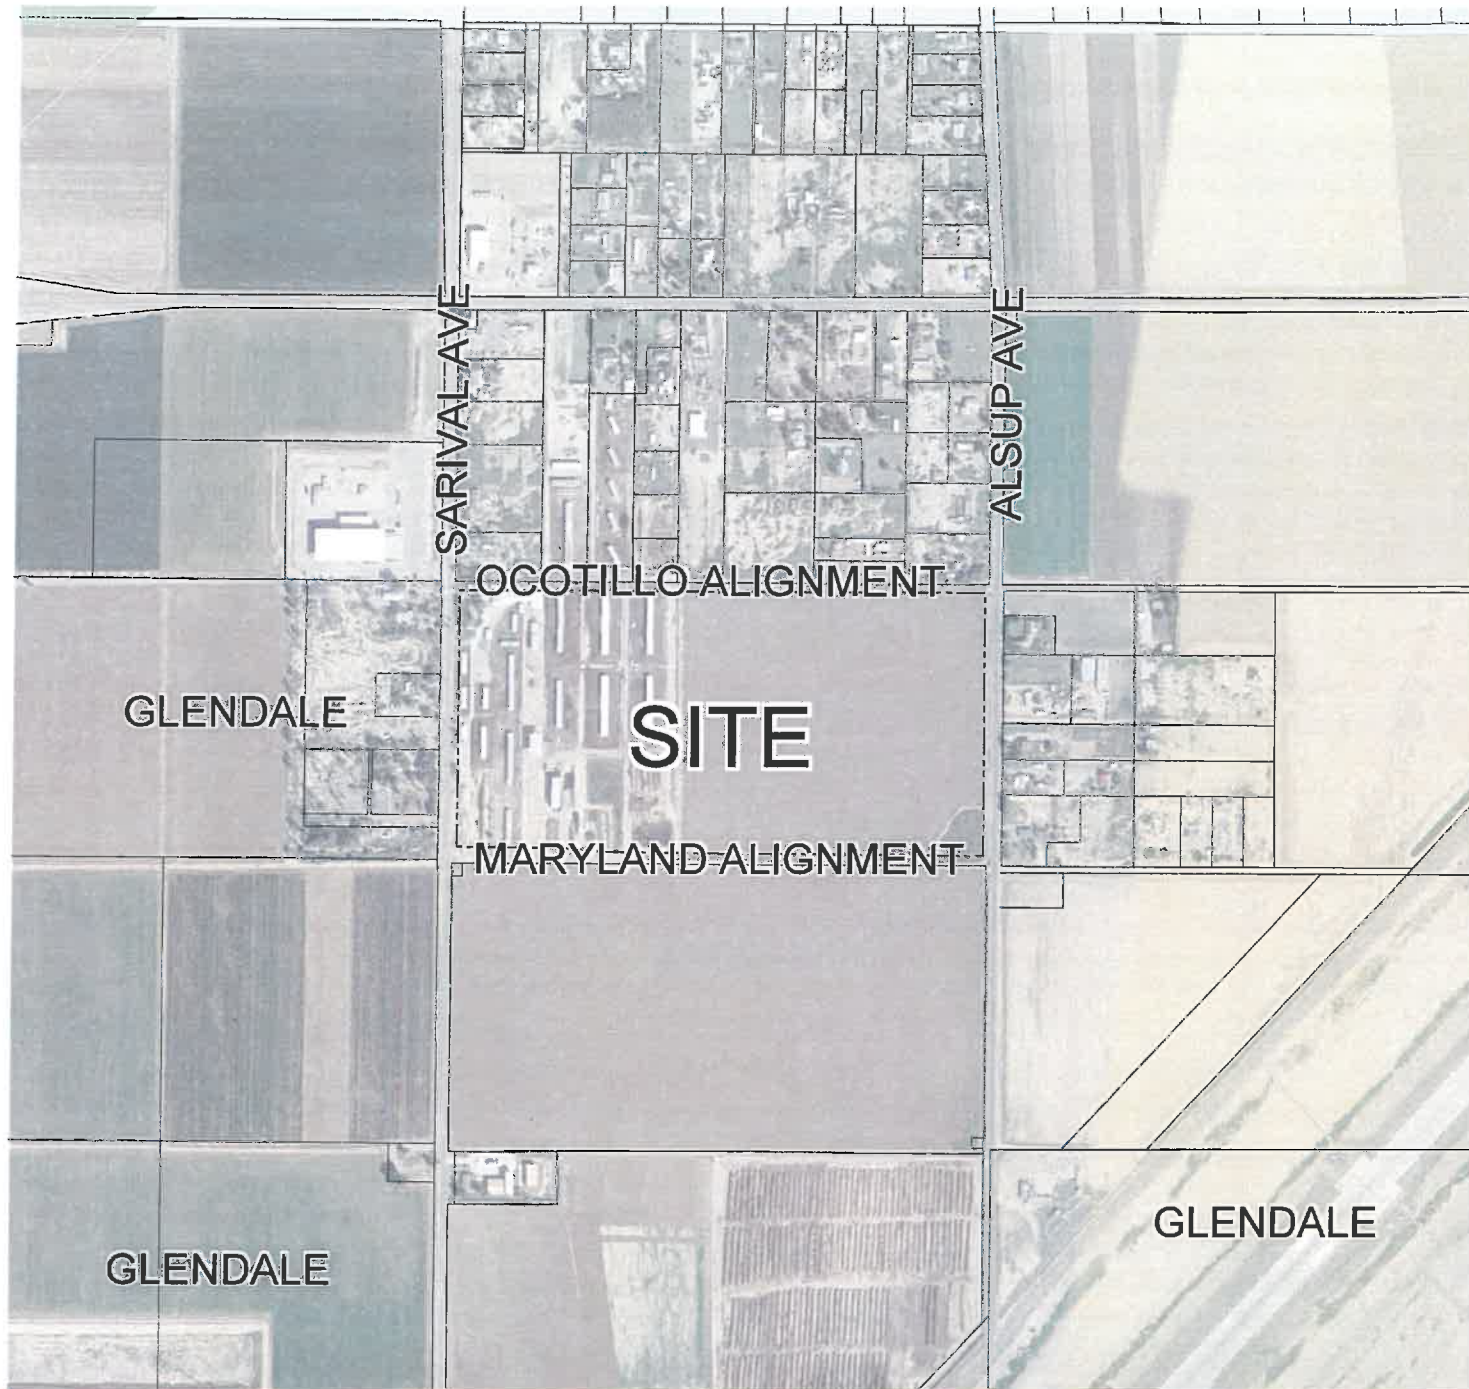 SARIVAL AVE
ALSUP AVE
OCOTILLO ALIGNMENT
GLENDALE
SITE
MARYLAND ALIGNMENT
GLENDALE
GLENDALE